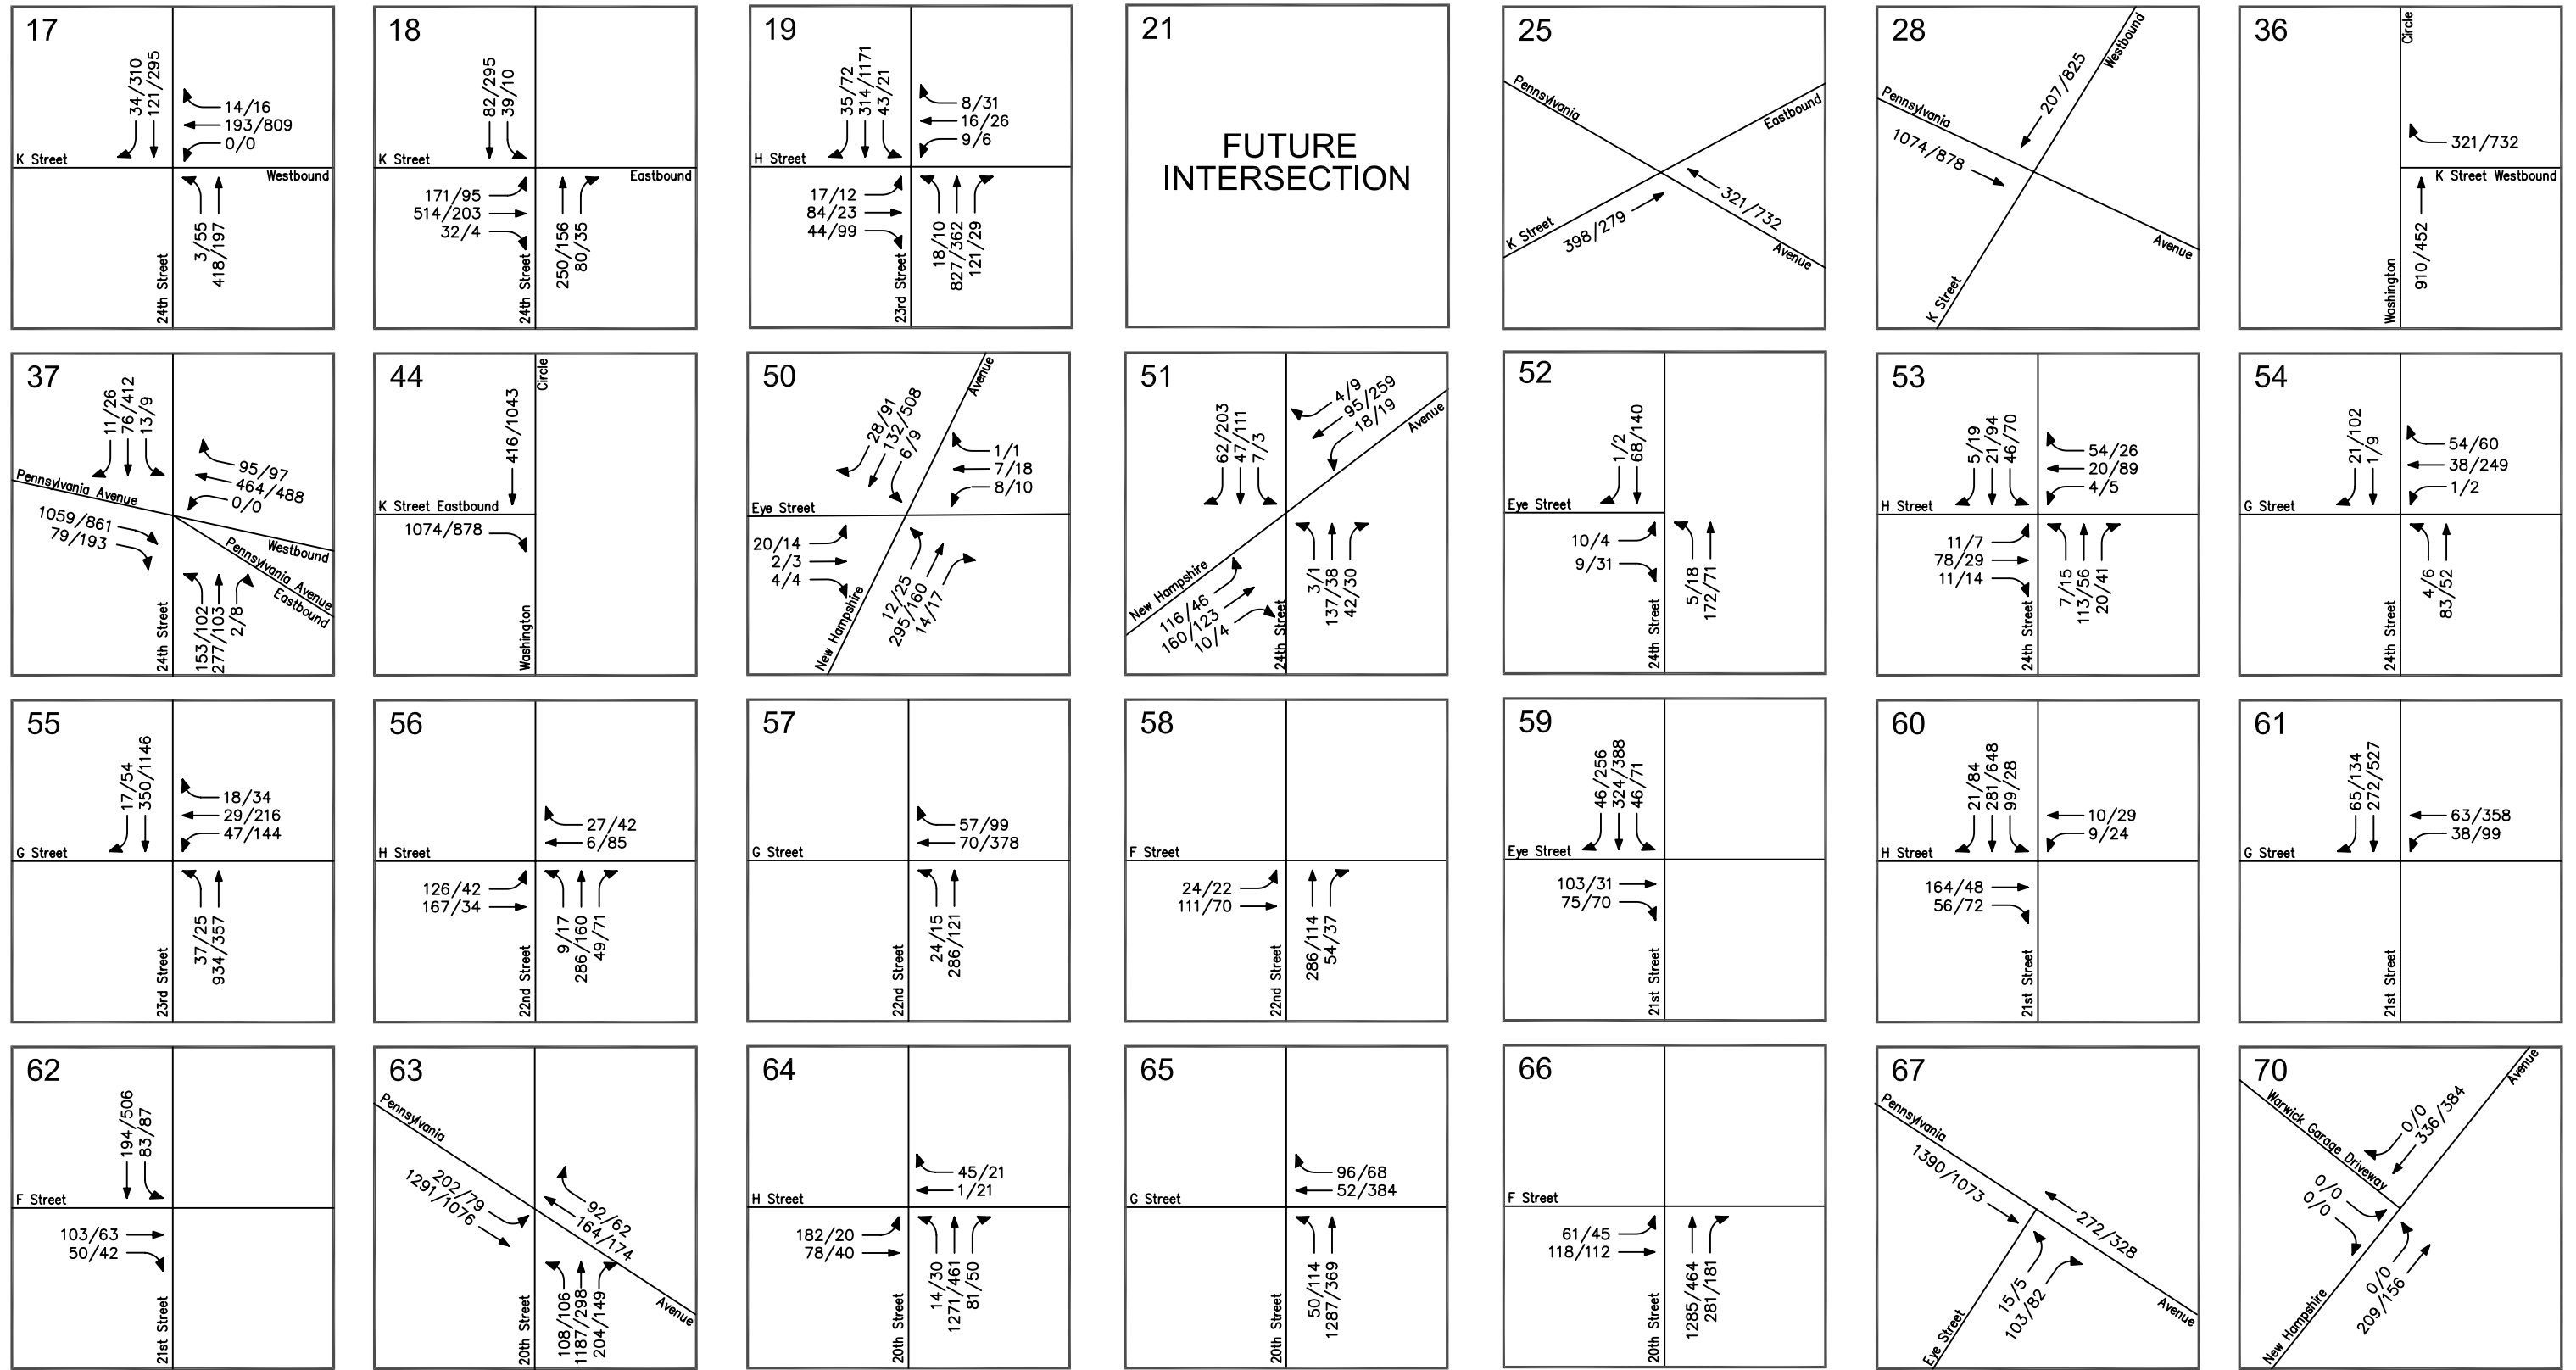 17
34/310
121/295
14/16
193/809
0/0
K Street
Westbound
3/55
418/197
24th Street
18
82/295
39/10
K Street
Eastbound
171/95
514/203
32/4
250/156
80/35
24th Street
19
35/72
314/1171
43/21
8/31
16/26
9/6
H Street
17/12
84/23
44/99
18/10
827/362
121/29
23rd Street
21
FUTURE
INTERSECTION
25
Pennsylvania
Eastbound
K Street
398/279
321/732
Avenue
28
Westbound
207/825
Pennsylvania
1074/878
Avenue
K Street
36
Circle
321/732
K Street Westbound
910/452
Washington
37
11/26
76/412
13/9
95/97
464/488
0/0
Pennsylvania Avenue
1059/861
79/193
Westbound
Pennsylvania Avenue
Eastbound
153/102
277/103
2/8
24th Street
44
Circle
416/1043
K Street Eastbound
1074/878
Washington
50
Avenue
28/91
132/508
6/9
1/1
7/18
8/10
Eye Street
20/14
2/3
4/4
12/25
295/160
14/17
New Hampshire
51
62/203
47/111
7/3
4/9
95/259
18/19
Avenue
New Hampshire
116/46
160/123
10/4
3/1
137/38
42/30
24th Street
52
1/2
68/140
Eye Street
10/4
9/31
5/18
172/71
24th Street
53
5/19
21/94
46/70
54/26
20/89
4/5
H Street
11/7
78/29
11/14
7/15
113/56
20/41
24th Street
54
21/102
1/9
54/60
38/249
1/2
G Street
4/6
83/52
24th Street
55
17/54
350/1146
18/34
29/216
47/144
G Street
37/25
934/357
23rd Street
56
27/42
6/85
H Street
126/42
167/34
9/17
286/160
49/71
22nd Street
57
57/99
70/378
G Street
24/15
286/121
22nd Street
58
F Street
24/22
111/70
286/114
54/37
22nd Street
59
46/256
324/388
46/71
Eye Street
103/31
75/70
21st Street
60
21/84
281/648
99/28
10/29
9/24
H Street
164/48
56/72
21st Street
61
65/134
272/527
63/358
38/99
G Street
21st Street
62
194/506
83/87
F Street
103/63
50/42
21st Street
63
Pennsylvania
202/79
1291/1076
92/62
164/174
108/106
1187/298
204/149
Avenue
20th Street
64
45/21
1/21
H Street
182/20
78/40
14/30
1271/461
81/50
20th Street
65
96/68
52/384
G Street
50/114
1287/369
20th Street
66
F Street
61/45
118/112
1285/464
281/181
20th Street
67
Pennsylvania
1390/1073
272/328
15/5
103/82
Avenue
Eye Street
70
Avenue
Warwick Garage Driveway
0/0
336/384
0/0
0/0
0/0
209/156
New Hampshire